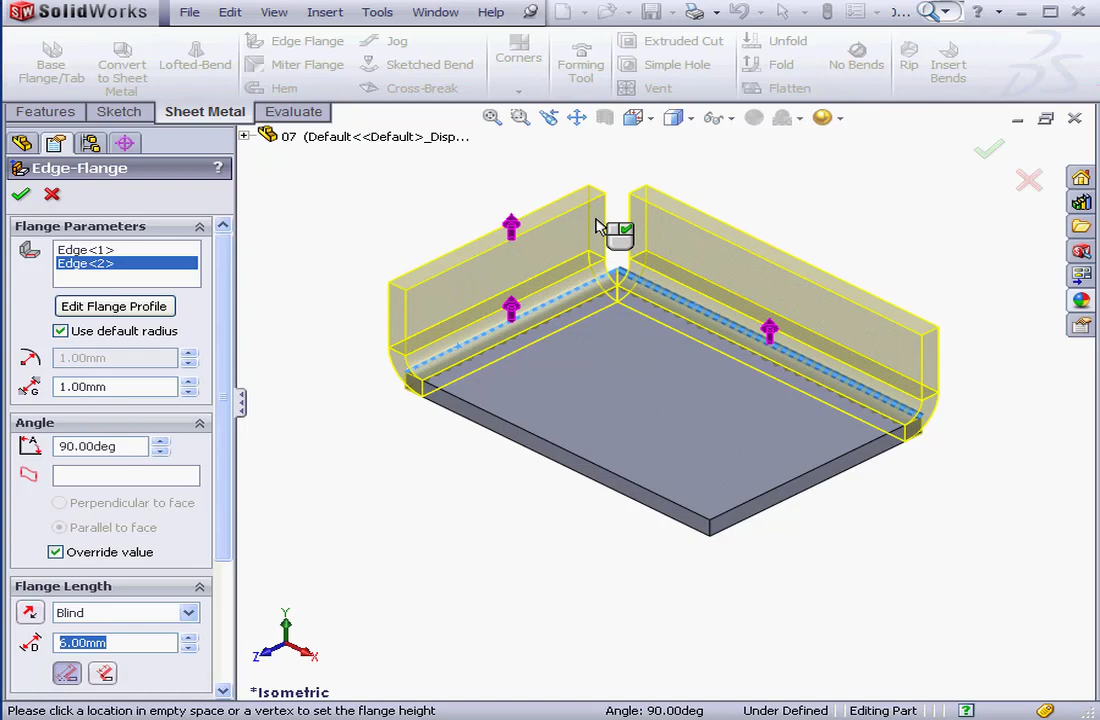 SW SolidWorks File Edit View Insert Tools Window Help ): ... ?
Base Flange/Tab
Convert to Sheet Metal
Lofted-Bend
Edge Flange
Miter Flange
Hem
Jog
Sketched Bend
Cross-Break
Corners
Forming Tool
Extruded Cut
Simple Hole
Vent
Unfold
Fold
Flatten
No Bends
Rip
Insert Bends
Features Sketch Sheet Metal Evaluate
07 (Default<<Default>_Disp...
Edge-Flange ?
Flange Parameters
Edge<1>
Edge<2>
Edit Flange Profile
Use default radius
1.00mm
G 1.00mm
Angle
A 90.00deg
Perpendicular to face
Parallel to face
Override value
Flange Length
Blind
D 6.00mm
Y
Z X
*Isometric
Please click a location in empty space or a vertex to set the flange height Angle: 90.00deg Under Defined Editing Part ?